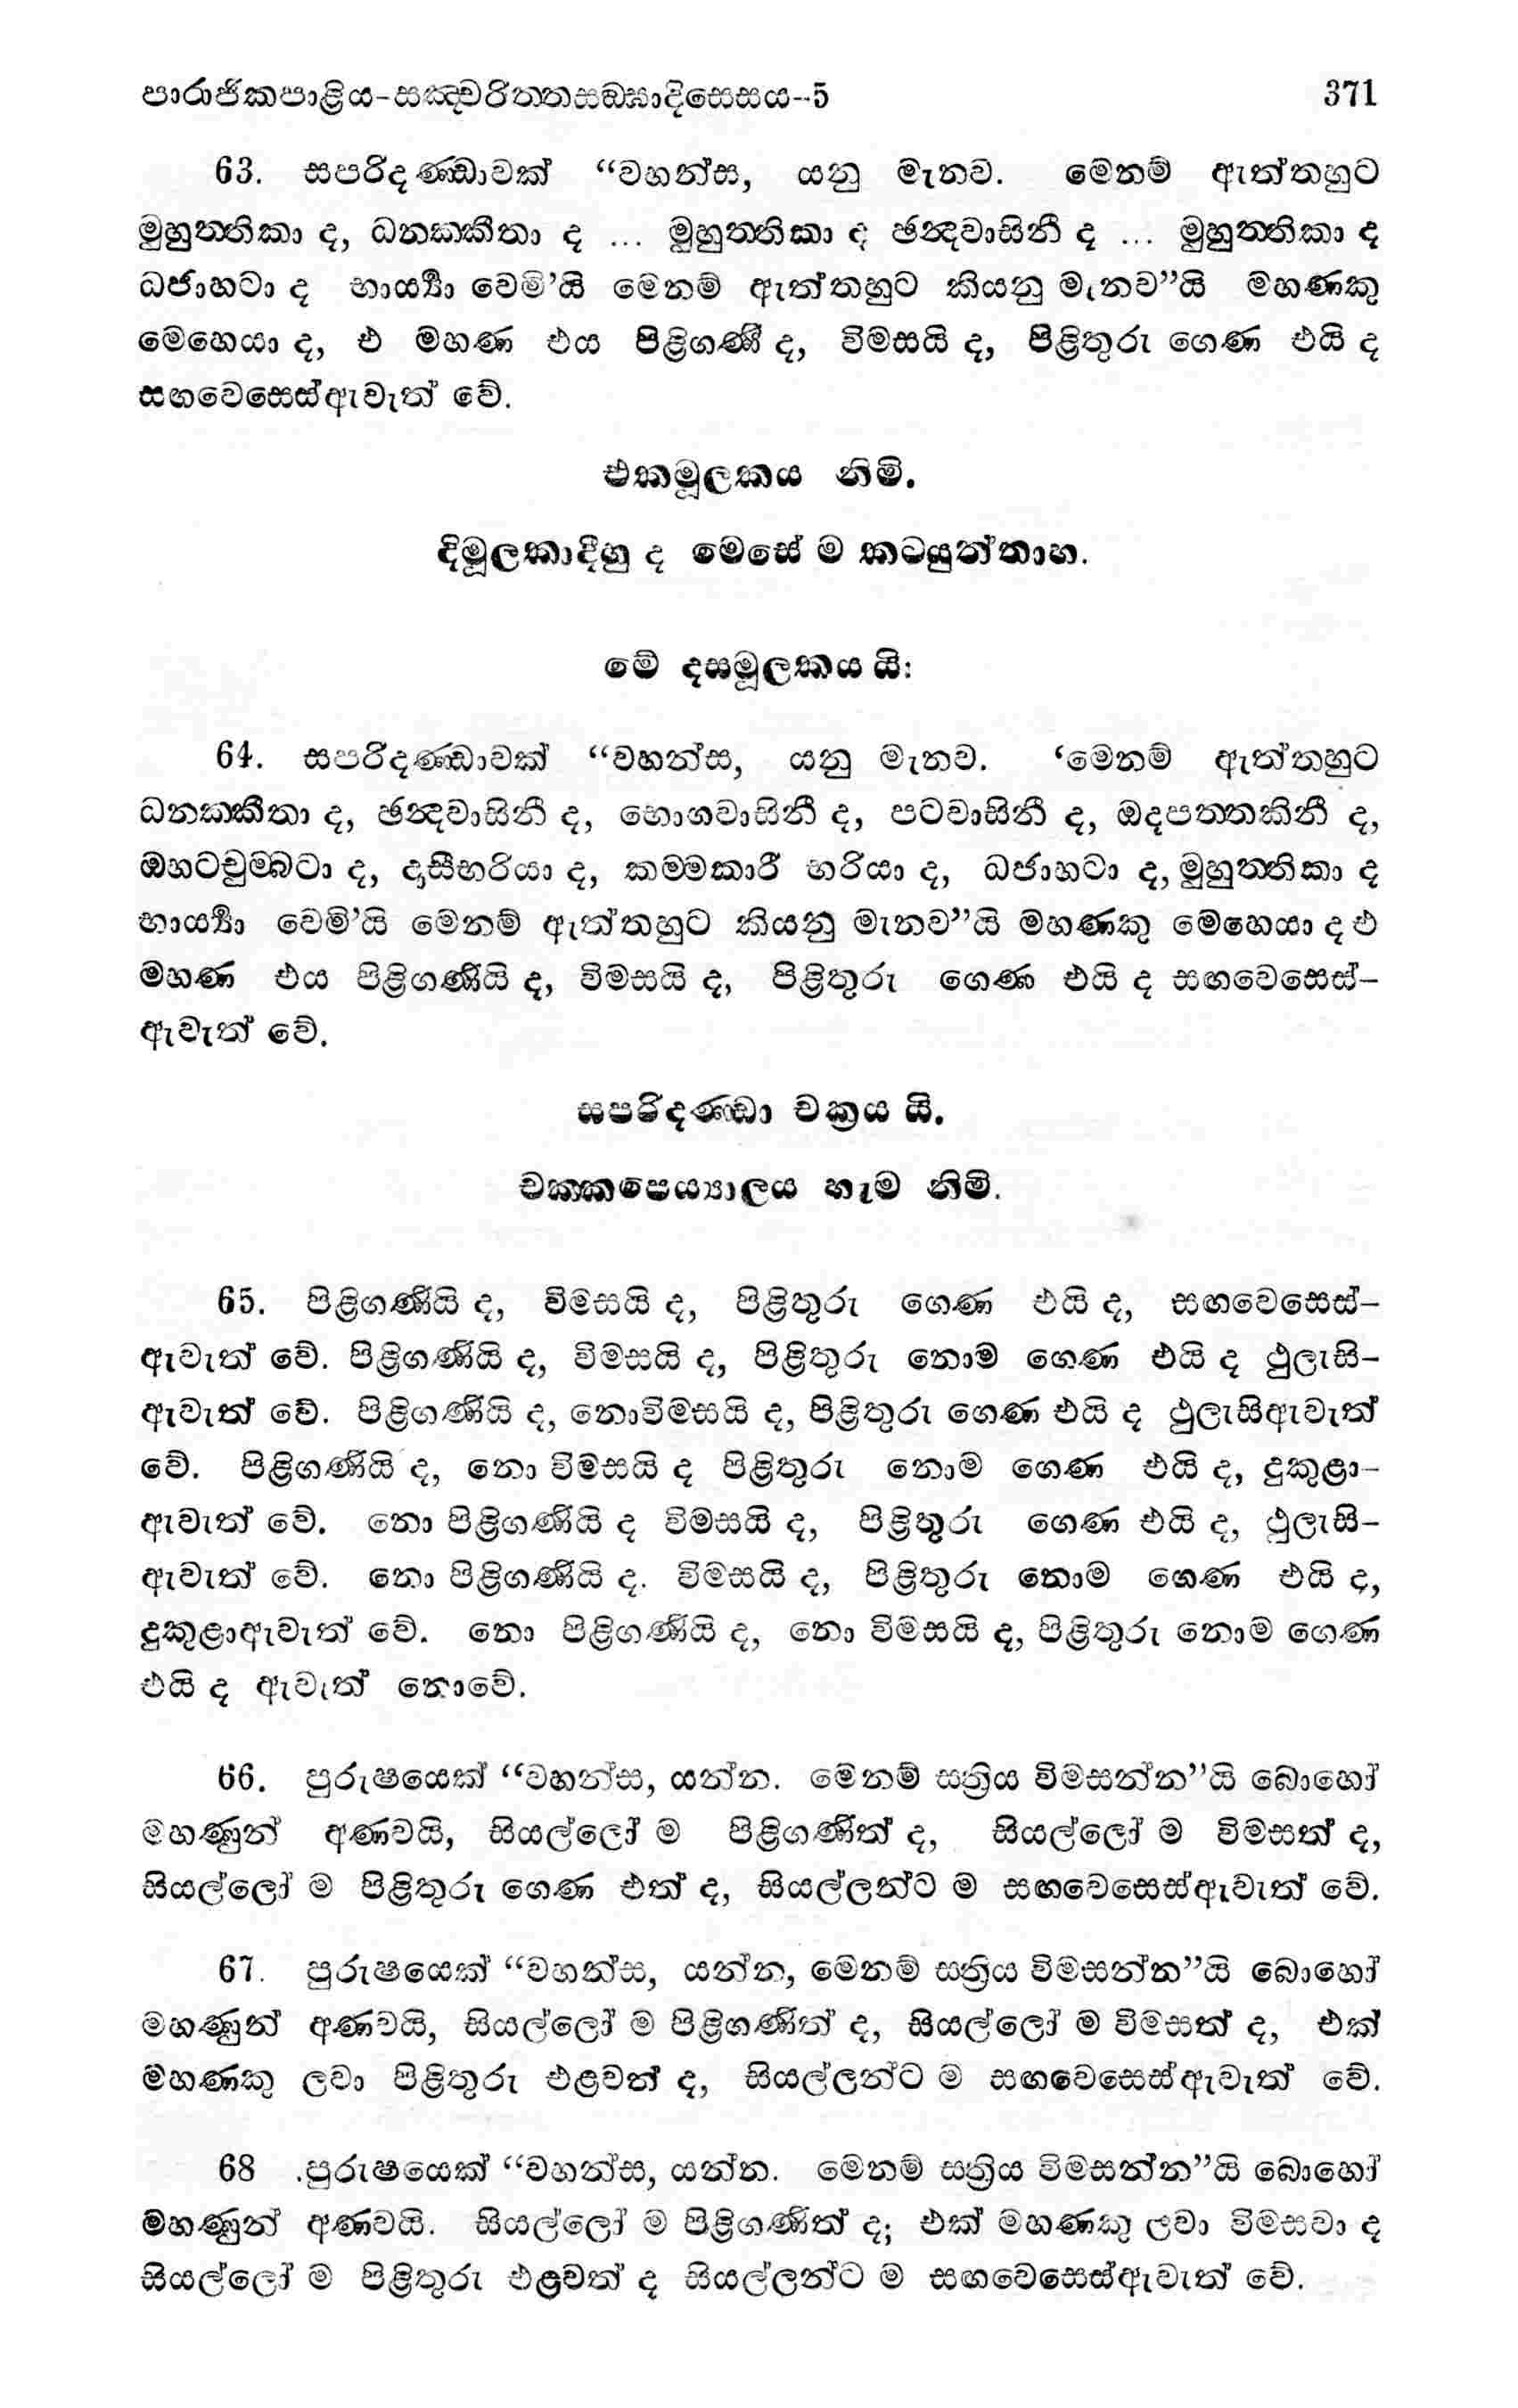 පාරාජිකපාළිය-සඤ්චරිත්තසඞ්ඝාදිසෙසය--5 371
63. සපරිදණ්ඩාවක් “වහන්ස, යනු මැනව. මෙනම් ඇත්තහුට
මුහුත්තිකා ද, ධනක්කීතා ද ... මුහුත්තිකා ද ඡන්දවාසිනී ද ... මුහුත්තිකා ද
ධජාහටා ද භාර්‍ය්‍යා වෙමි’යි මෙනම් ඇත්තහුට කියනු මැනව”යි මහණකු
මෙහෙයා ද, එ මහණ එය පිළිගණී ද, විමසයි ද, පිළිතුරු ගෙණ එයි ද
සඟවෙසෙස්ඇවැත් වේ.
එකමූලකය නිමි.
දිමූලකාදීහු ද මෙසේ ම කටයුත්තාහ.
මේ දසමූලකය යි:
64. සපරිදණ්ඩාවක් “වහන්ස, යනු මැනව. ‘මෙනම් ඇත්තහුට
ධනක්කීතා ද, ඡන්දවාසිනී ද, භොගවාසිනී ද, පටවාසිනී ද, ඔදපත්තකිනී ද,
ඔහටචුම්බටා ද, දාසීභරියා ද, කම්මකාරී භරියා ද, ධජාහටා ද, මුහුත්තිකා ද
භාර්‍ය්‍යා වෙමි’යි මෙනම් ඇත්තහුට කියනු මැනව”යි මහණකු මෙහෙයා ද එ
මහණ එය පිළිගණියි ද, විමසයි ද, පිළිතුරු ගෙණ එයි ද සඟවෙසෙස්-
ඇවැත් වේ.
සපරිදණ්ඩා චක්‍රය යි.
චක්කපෙය්‍යාලය හැම නිමි.
65. පිළිගණියි ද, විමසයි ද, පිළිතුරු ගෙණ එයි ද, සඟවෙසෙස්-
ඇවැත් වේ. පිළිගණියි ද, විමසයි ද, පිළිතුරු නොම ගෙණ එයි ද ථුලැසි-
ඇවැත් වේ. පිළිගණියි ද, නොවිමසයි ද, පිළිතුරු ගෙණ එයි ද ථුලැසිඇවැත්
වේ. පිළිගණියි ද, නො විමසයි ද පිළිතුරු නොම ගෙණ එයි ද, දුකුළා-
ඇවැත් වේ. නො පිළිගණියි ද විමසයි ද, පිළිතුරු ගෙණ එයි ද, ථුලැසි-
ඇවැත් වේ. නො පිළිගණියි ද. විමසයි ද, පිළිතුරු නොම ගෙණ එයි ද,
දුකුළාඇවැත් වේ. නො පිළිගණියි ද, නො විමසයි ද, පිළිතුරු නොම ගෙණ
එයි ද ඇවැත් නොවේ.
66. පුරුෂයෙක් “වහන්ස, යන්න. මෙනම් ස්ත්‍රිය විමසන්න”යි බොහෝ
මහණුන් අණවයි, සියල්ලෝ ම පිළිගණිත් ද, සියල්ලෝ ම විමසත් ද,
සියල්ලෝ ම පිළිතුරු ගෙණ එත් ද, සියල්ලන්ට ම සඟවෙසෙස්ඇවැත් වේ.
67. පුරුෂයෙක් “වහන්ස, යන්න, මෙනම් ස්ත්‍රිය විමසන්න”යි බොහෝ
මහණුන් අණවයි, සියල්ලෝ ම පිළිගණිත් ද, සියල්ලෝ ම විමසත් ද, එක්
මහණකු ලවා පිළිතුරු එළවත් ද, සියල්ලන්ට ම සඟවෙසෙස්ඇවැත් වේ.
68 .පුරුෂයෙක් “වහන්ස, යන්න. මෙනම් ස්ත්‍රිය විමසන්න”යි බොහෝ
මහණුන් අණවයි. සියල්ලෝ ම පිළිගණිත් ද; එක් මහණකු ලවා විමසවා ද
සියල්ලෝ ම පිළිතුරු එළවත් ද සියල්ලන්ට ම සඟවෙසෙස්ඇවැත් වේ.